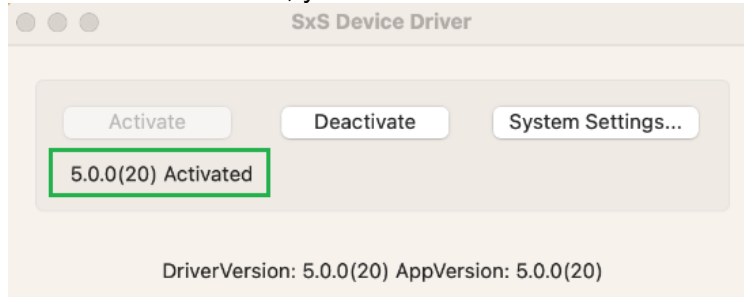 SxS Device Driver
Activate Deactivate System Settings...
5.0.0(20) Activated
DriverVersion: 5.0.0(20) AppVersion: 5.0.0(20)